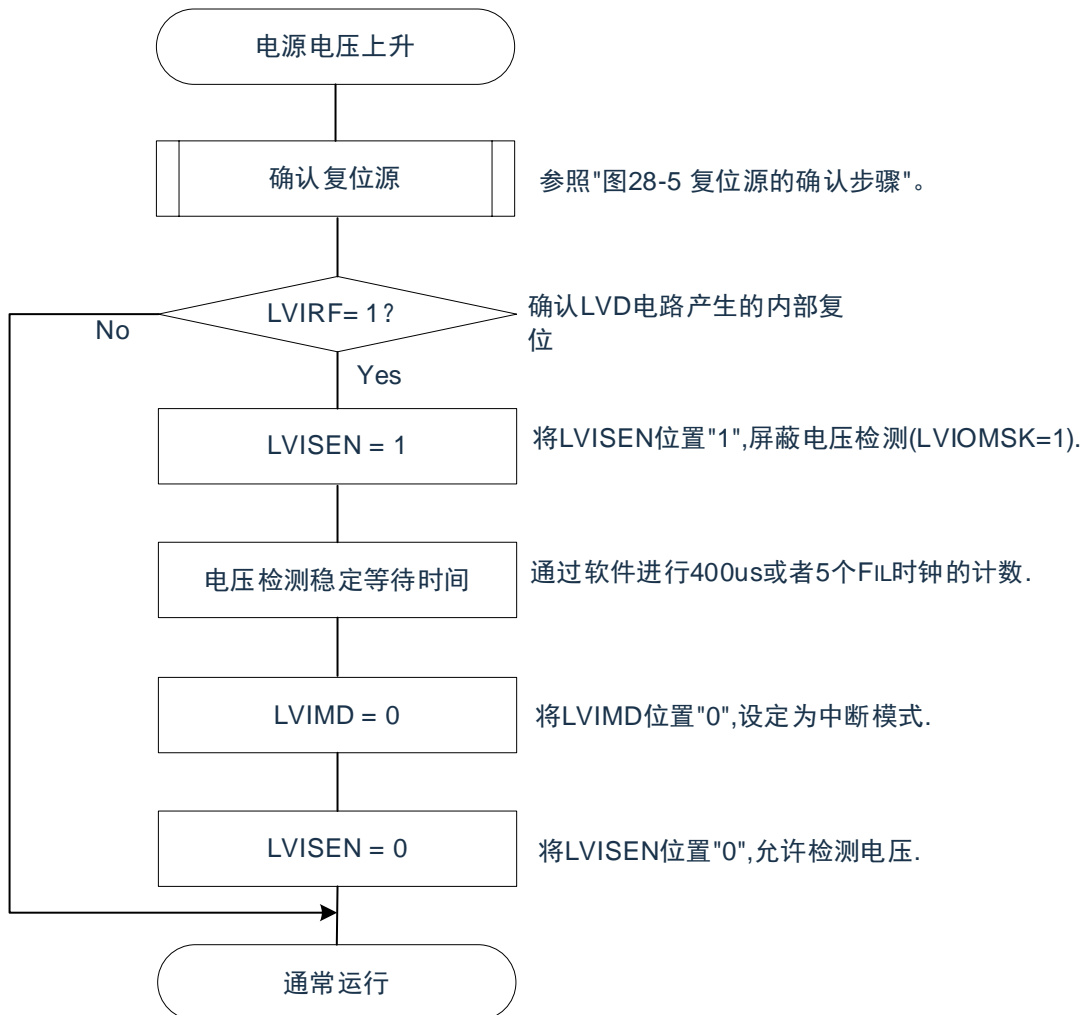 电源电压上升
确认复位源
参照"图28-5 复位源的确认步骤"。
LVIRF= 1?
确认LVD电路产生的内部复
位
No
Yes
LVISEN = 1
将LVISEN位置"1",屏蔽电压检测(LVIOMSK=1).
电压检测稳定等待时间
通过软件进行400us或者5个FIL时钟的计数.
LVIMD = 0
将LVIMD位置"0",设定为中断模式.
LVISEN = 0
将LVISEN位置"0",允许检测电压.
通常运行